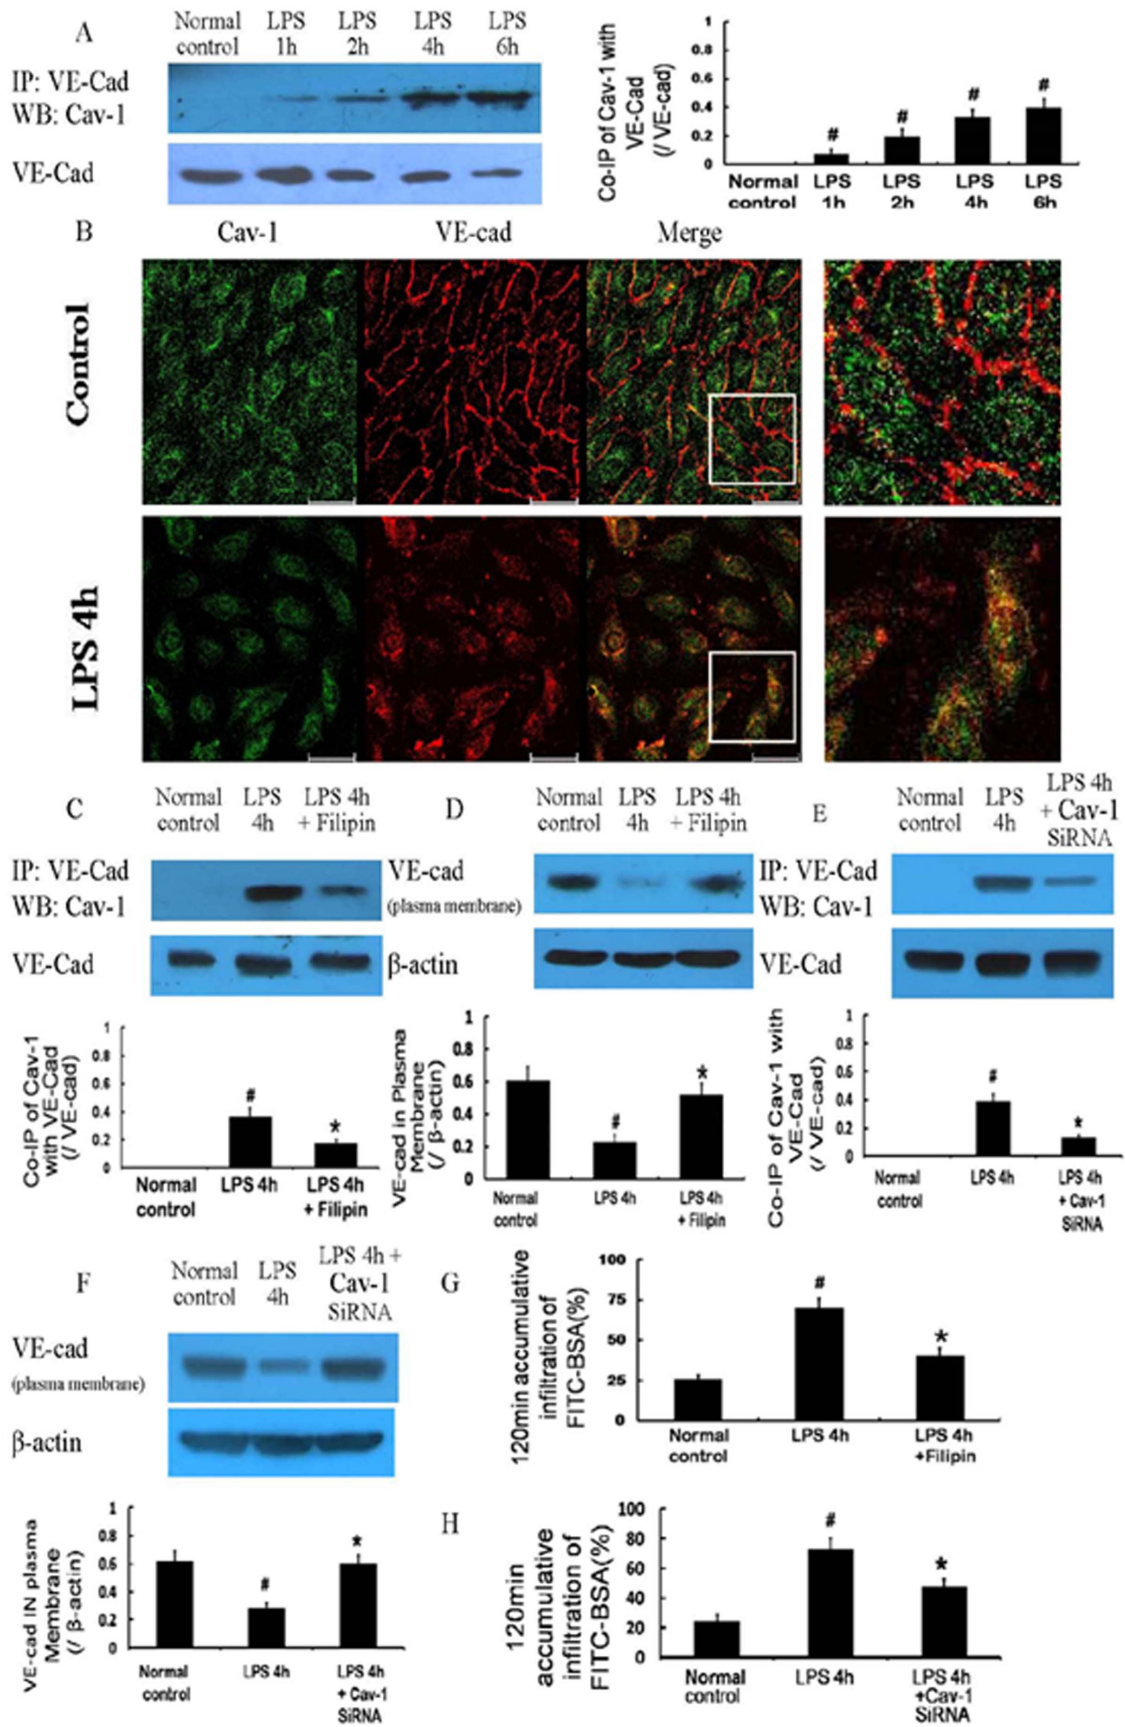 A
Normal control
LPS 1h
LPS 2h
LPS 4h
LPS 6h
IP: VE-Cad
WB: Cav-1
VE-Cad
Co-IP of Cav-1 with
VE-Cad
(/ VE-cad)
1
0.8
0.6
0.4
0.2
0
#
#
#
#
Normal control
LPS 1h
LPS 2h
LPS 4h
LPS 6h
B
Cav-1
VE-cad
Merge
Control
LPS 4h
C
Normal control
LPS 4h
LPS 4h + Filipin
IP: VE-Cad
WB: Cav-1
VE-Cad
Co-IP of Cav-1
with VE-Cad
(/ VE-cad)
1
0.8
0.6
0.4
0.2
0
#
*
Normal control
LPS 4h
LPS 4h + Filipin
D
Normal control
LPS 4h
LPS 4h + Filipin
VE-cad
(plasma membrane)
β-actin
VE-cad in Plasma
Membrane
(/ β-actin)
1
0.8
0.6
0.4
0.2
0
#
*
Normal control
LPS 4h
LPS 4h + Filipin
E
Normal control
LPS 4h
LPS 4h + Cav-1 SiRNA
IP: VE-Cad
WB: Cav-1
VE-Cad
Co-IP of Cav-1 with
VE-Cad
(/ VE-cad)
1
0.8
0.6
0.4
0.2
0
#
*
Normal control
LPS 4h
LPS 4h + Cav-1 SiRNA
F
Normal control
LPS 4h
LPS 4h + Cav-1 SiRNA
VE-cad
(plasma membrane)
β-actin
VE-cad IN plasma
Membrane
(/ β-actin)
1
0.8
0.6
0.4
0.2
0
#
*
Normal control
LPS 4h
LPS 4h + Cav-1 SiRNA
G
120min accumulative
infiltration of
FITC-BSA(%)
100
75
50
25
0
#
*
Normal control
LPS 4h
LPS 4h +Filipin
H
120min
accumulative
infiltration of
FITC-BSA(%)
100
80
60
40
20
0
#
*
Normal control
LPS 4h
LPS 4h +Cav-1 SiRNA